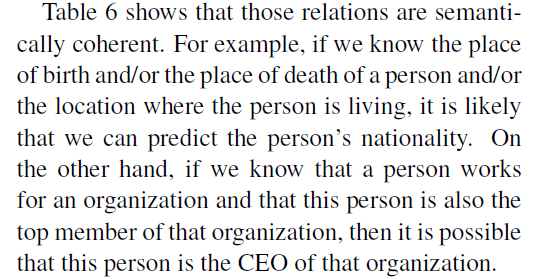 Table 6 shows that those relations are semanti-
cally coherent. For example, if we know the place
of birth and/or the place of death of a person and/or
the location where the person is living, it is likely
that we can predict the person's nationality. On
the other hand, if we know that a person works
for an organization and that this person is also the
top member of that organization, then it is possible
that this person is the CEO of that organization.